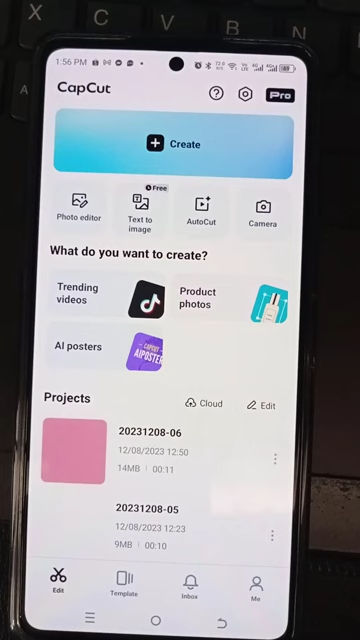 X
C
V
B
N
A
1:56 PM
CapCut
Pro
Create
Free
Photo editor
Text to
image
AutoCut
Camera
What do you want to create?
Trending
videos
Product
photos
AI posters
CAPCUT
AIPOSTER
Projects
Cloud
Edit
20231208-06
12/08/2023 12:50
14MB | 00:11
20231208-05
12/08/2023 12:23
9MB | 00:10
Edit
Template
Inbox
Me